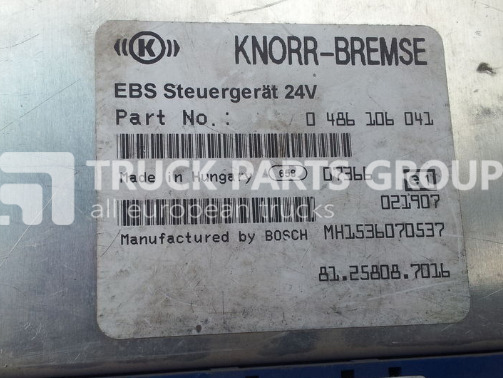 ((K)) KNORR-BREMSE
EBS Steuergerät 24V
Part No.: 0 486 106 041
Made in Hungary 07366
TRUCK PARTS GROUP
all european trucks
021907
Manufactured by BOSCH MH1536070537
81.25808.7016